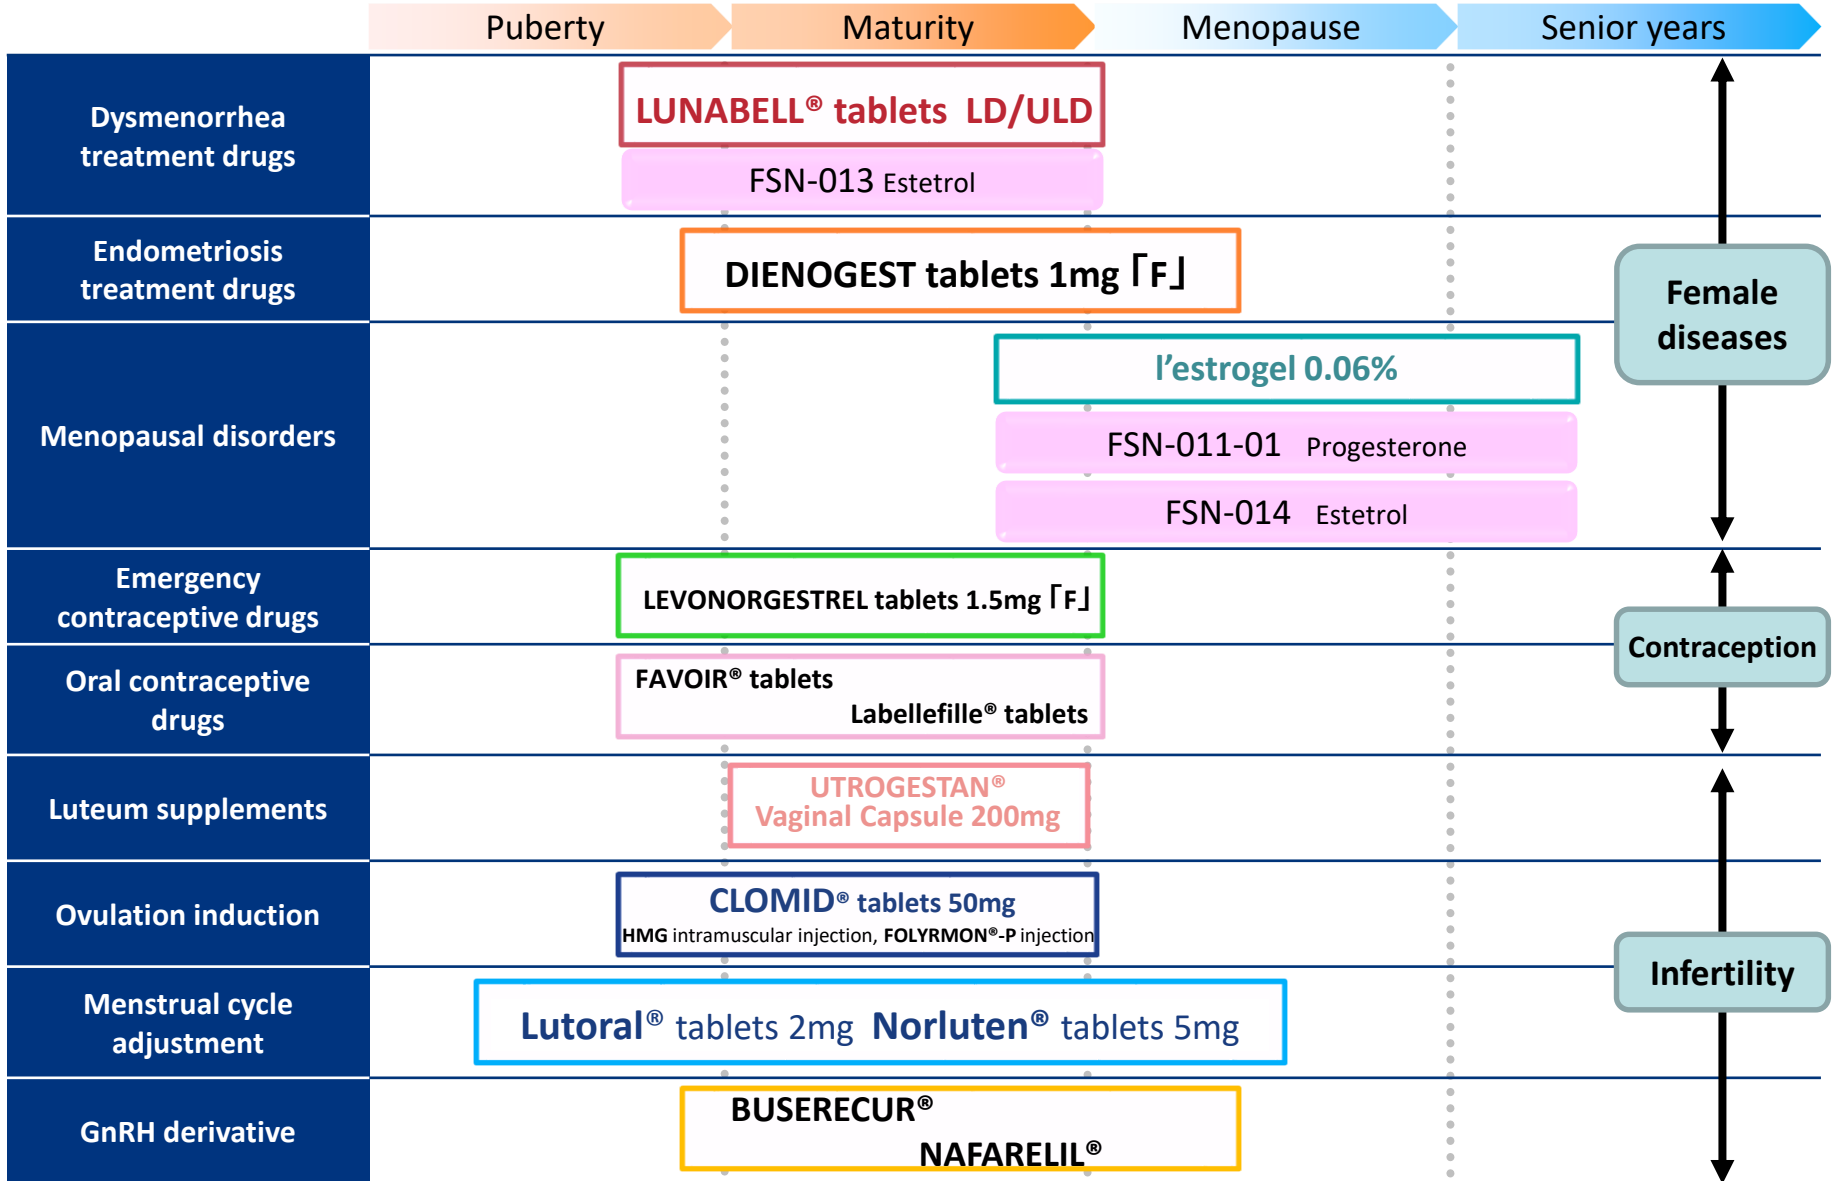 Puberty
Maturity
Menopause
Senior years
Dysmenorrhea
treatment drugs
LUNABELL® tablets LD/ULD
FSN-013 Estetrol
Endometriosis
treatment drugs
DIENOGEST tablets 1mg ｢F｣
Female
diseases
Menopausal disorders
l’estrogel 0.06%
FSN-011-01 Progesterone
FSN-014 Estetrol
Emergency
contraceptive drugs
LEVONORGESTREL tablets 1.5mg ｢F｣
Contraception
Oral contraceptive
drugs
FAVOIR® tablets
Labellefille® tablets
Luteum supplements
UTROGESTAN®
Vaginal Capsule 200mg
Ovulation induction
CLOMID® tablets 50mg
HMG intramuscular injection, FOLYRMON®-P injection
Infertility
Menstrual cycle
adjustment
Lutoral® tablets 2mg Norluten® tablets 5mg
GnRH derivative
BUSERECUR®
NAFARELIL®